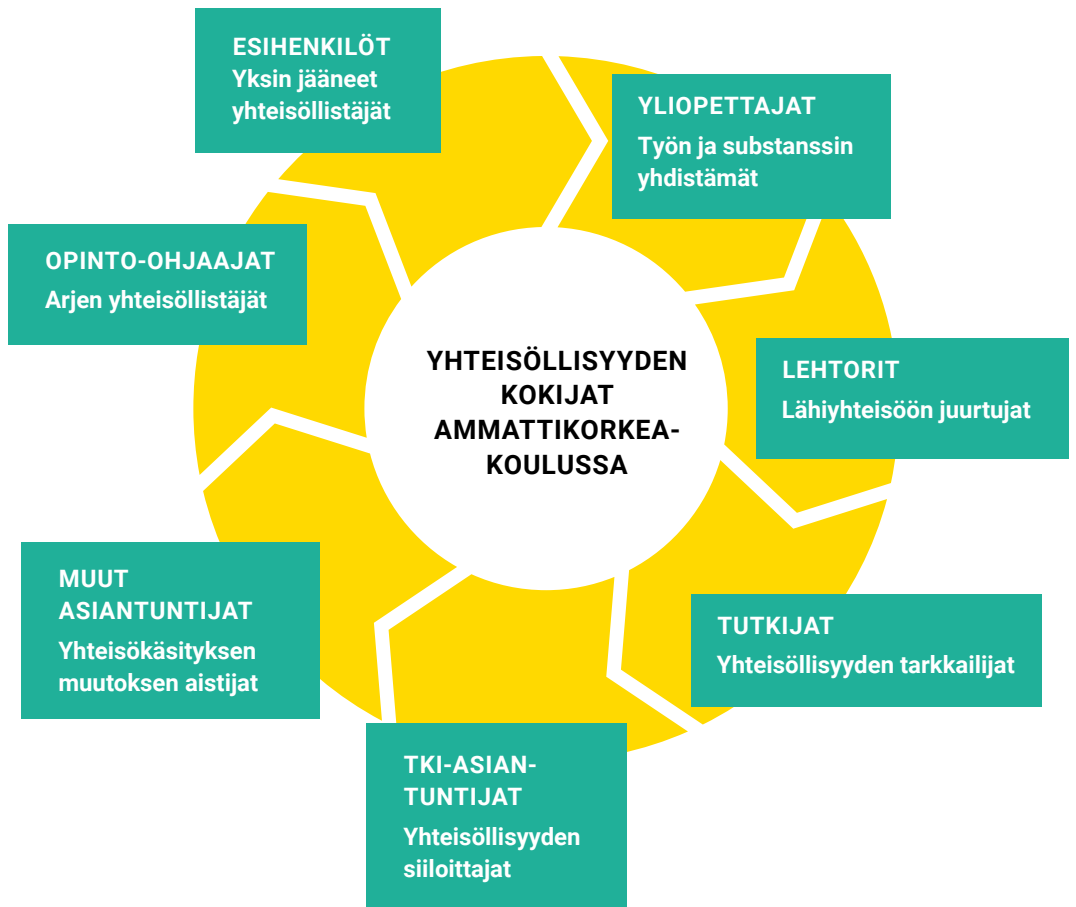 ESIHENKILÖT
Yksin jääneet
yhteisöllistäjät
YLIOPETTAJAT
Työn ja substanssin
yhdistämät
OPINTO-OHJAAJAT
Arjen yhteisöllistäjät
YHTEISÖLLISYYDEN
KOKIJAT
AMMATTIKORKEA-
KOULUSSA
LEHTORIT
Lähiyhteisöön juurtujat
MUUT
ASIANTUNTIJAT
Yhteisökäsityksen
muutoksen aistijat
TUTKIJAT
Yhteisöllisyyden tarkkailijat
TKI-ASIAN-
TUNTIJAT
Yhteisöllisyyden
siiloittajat